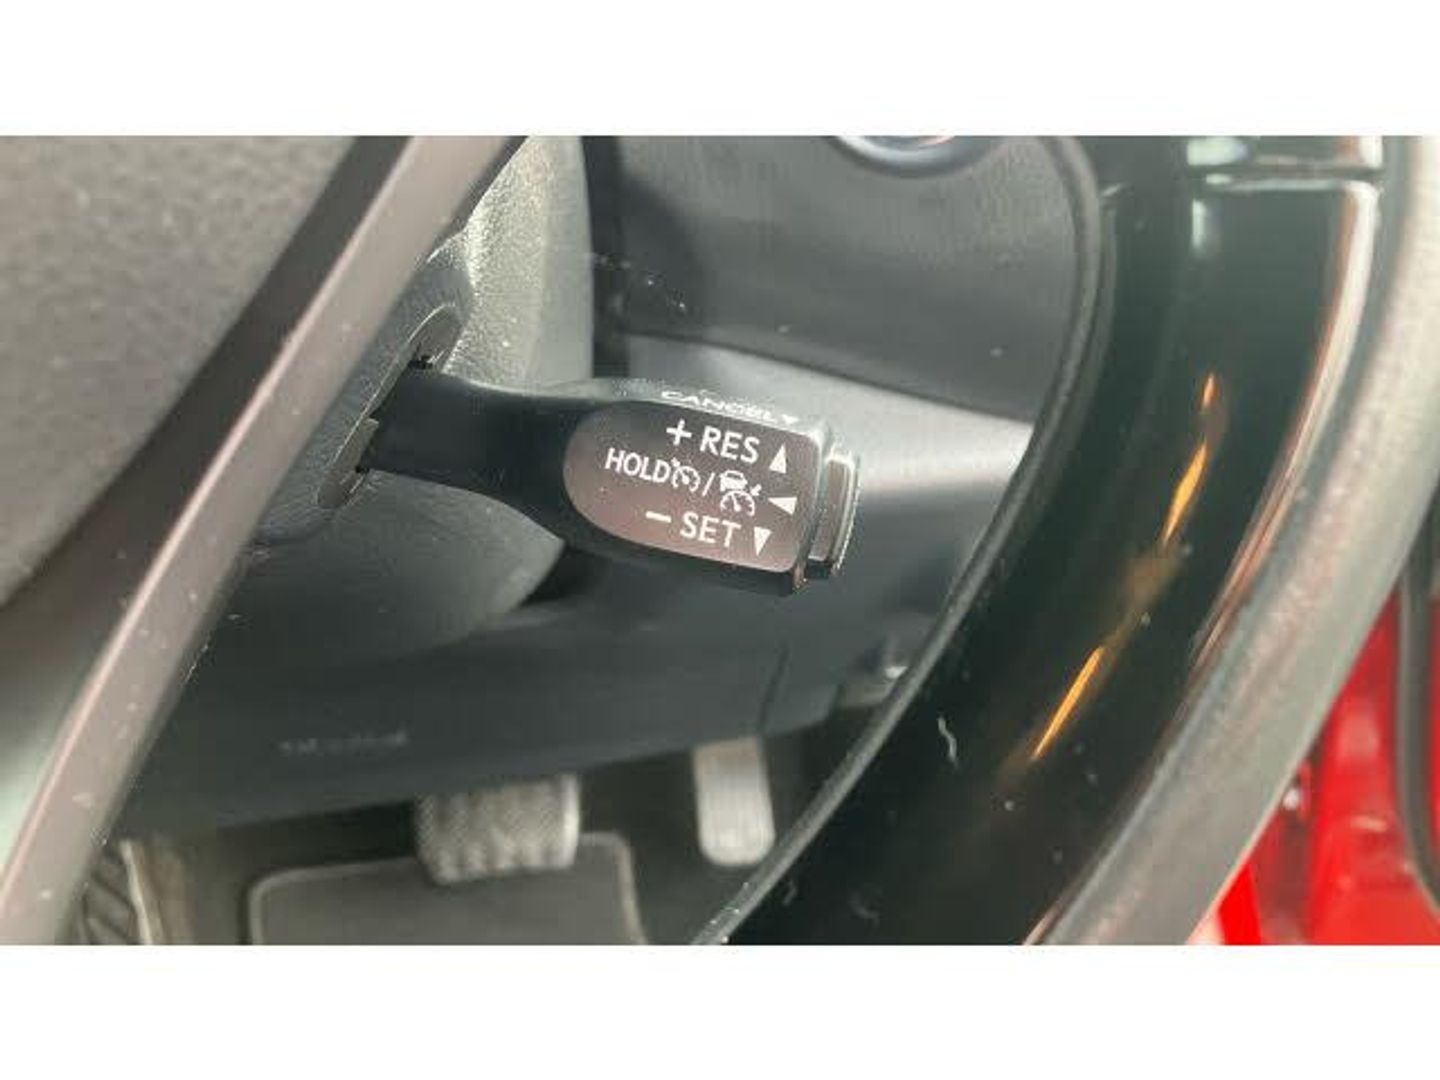 CANCEL
+ RES
HOLD /
− SET